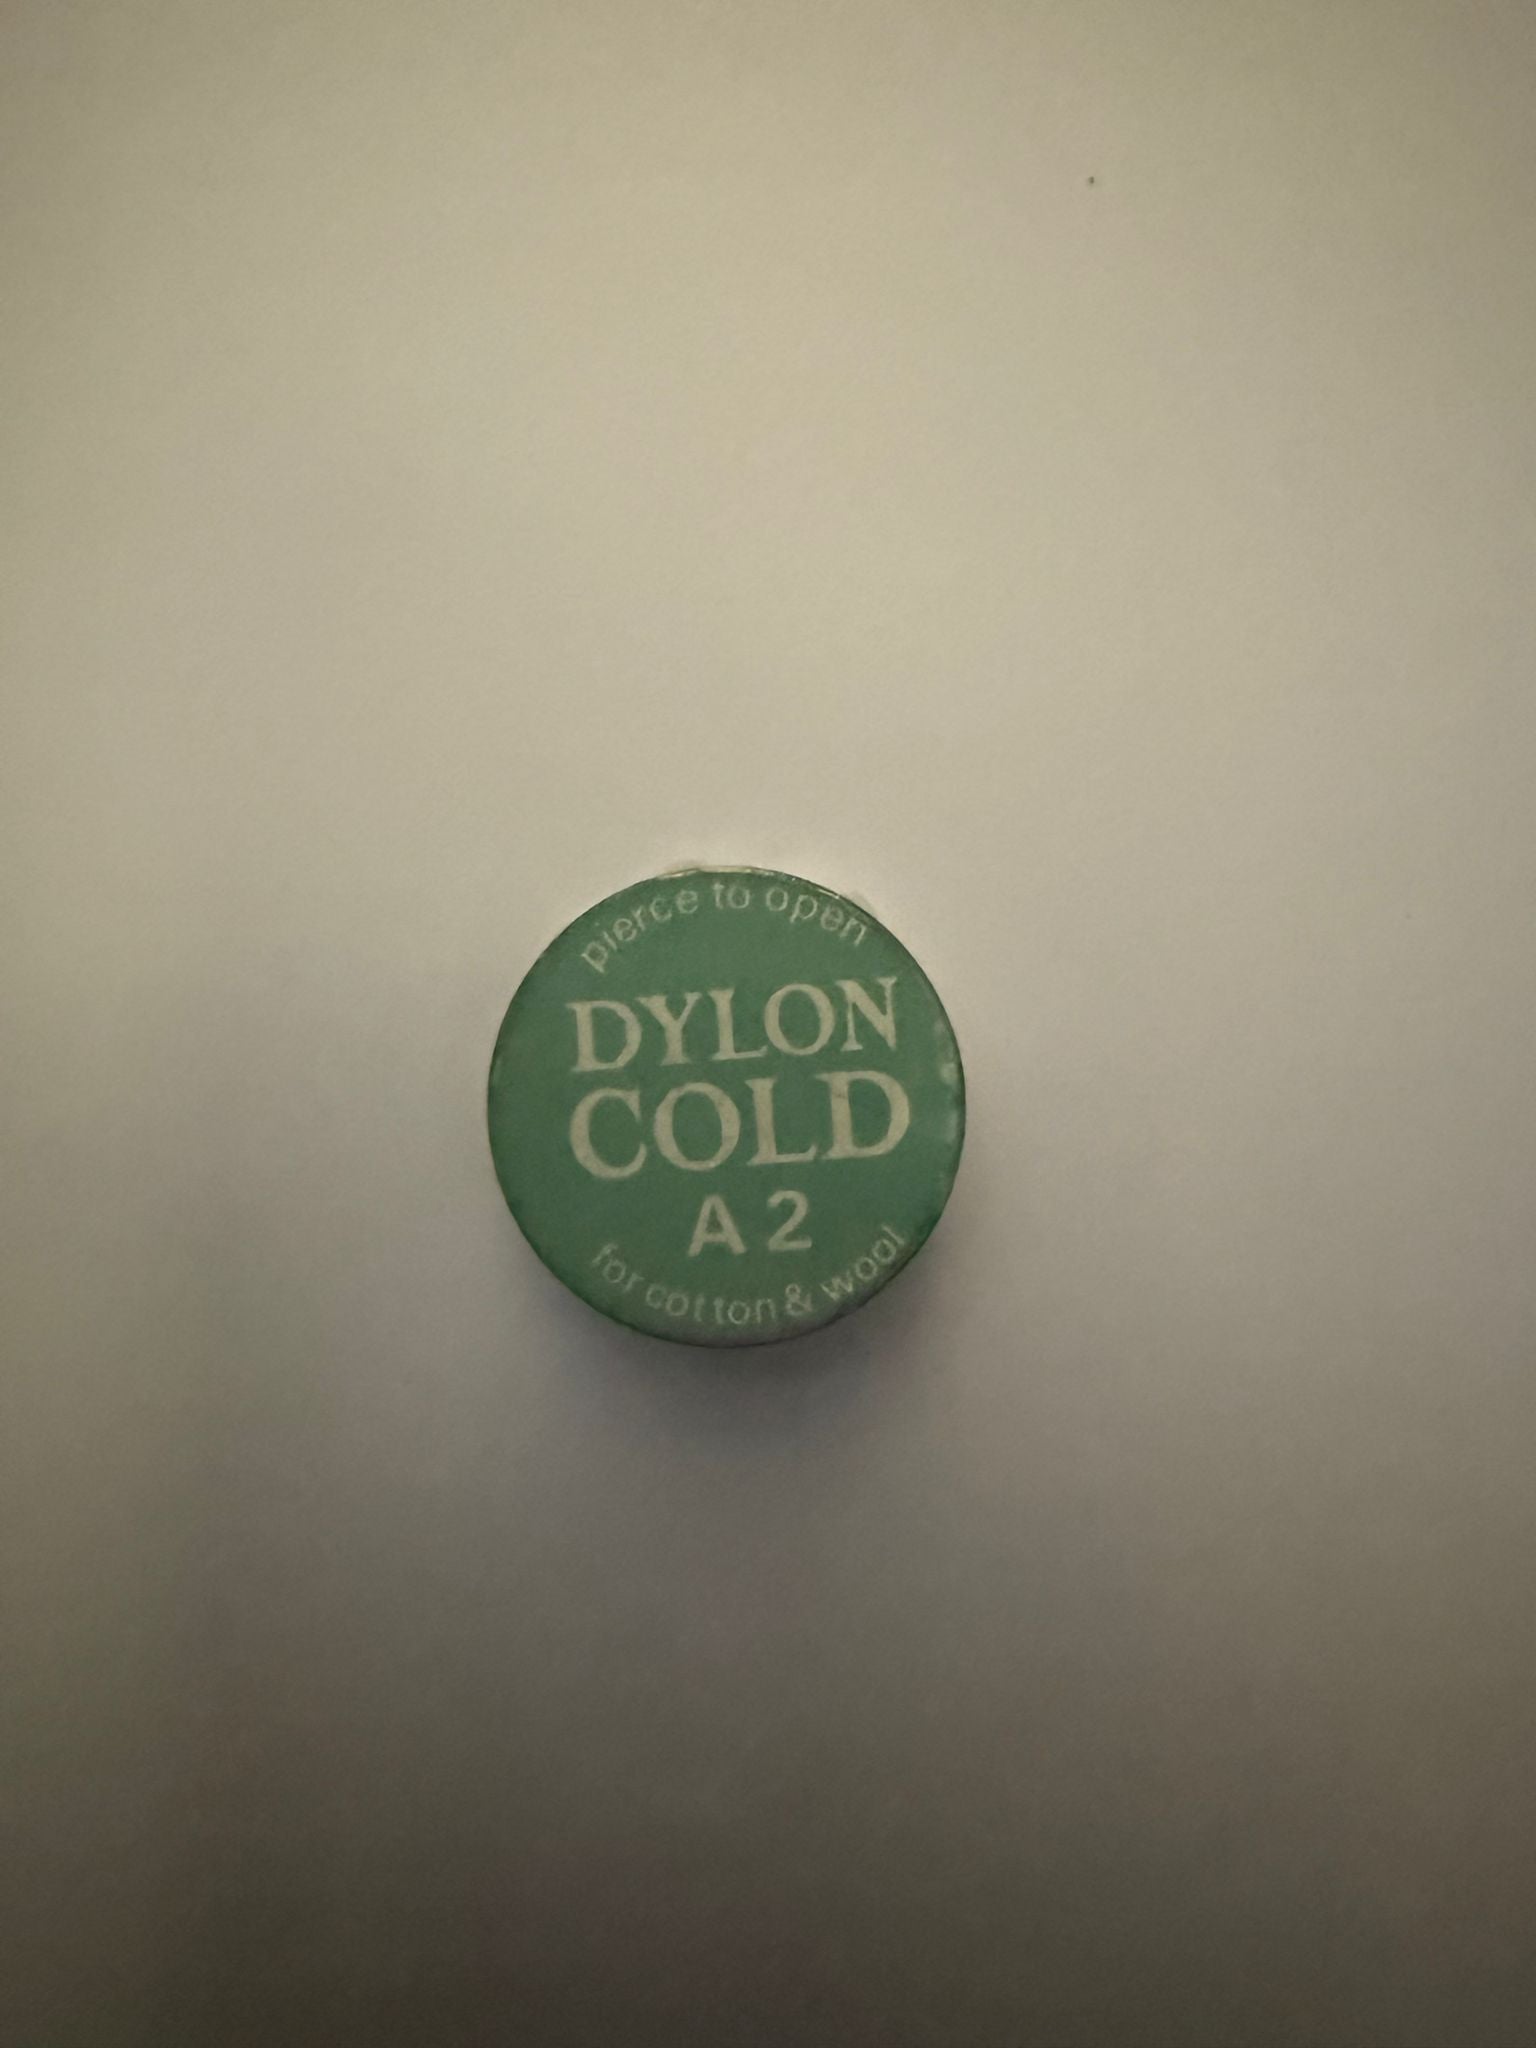 pierce to open
DYLON
COLD
A 2
for cotton & wool